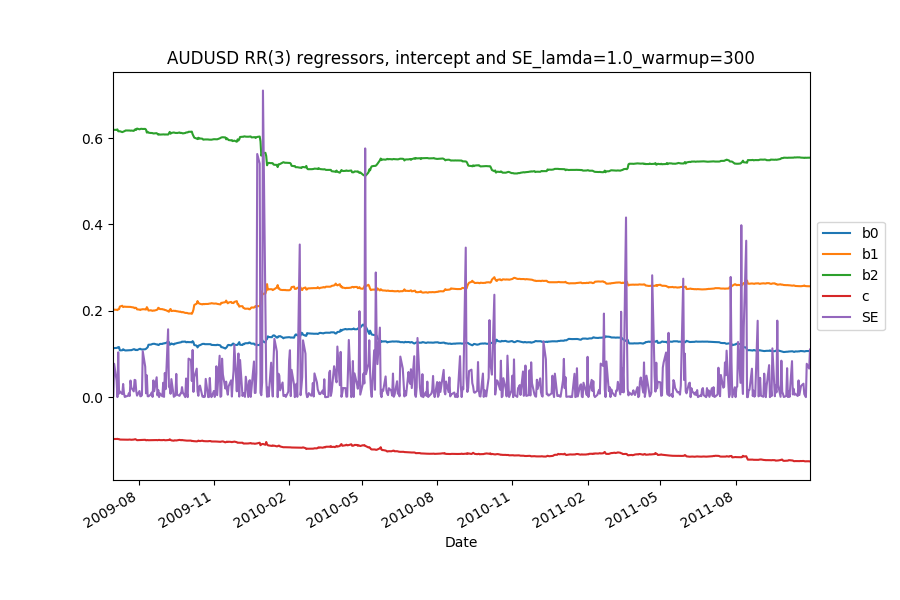 AUDUSD RR(3) regressors, intercept and SE_lamda=1.0_warmup=300
0.6
0.4
0.2
0.0
b0
b1
b2
c
SE
2009-08
2009-11
2010-02
2010-05
2010-08
2010-11
2011-02
2011-05
2011-08
Date